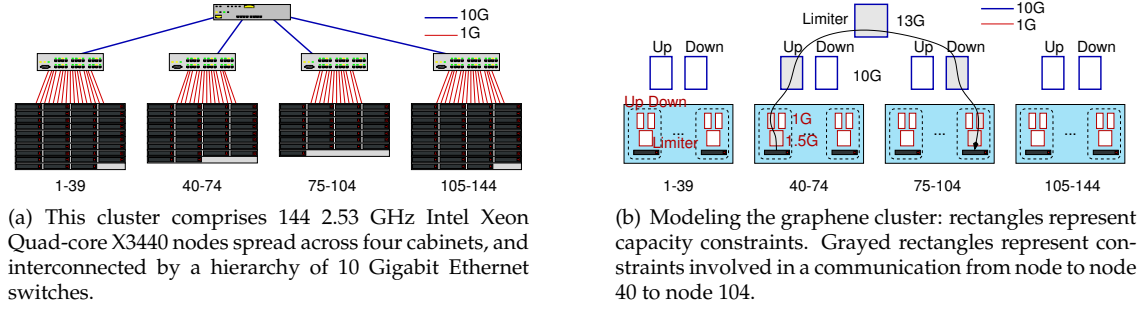 10G
1G
1-39
40-74
75-104
105-144
(a) This cluster comprises 144 2.53 GHz Intel Xeon
Quad-core X3440 nodes spread across four cabinets, and
interconnected by a hierarchy of 10 Gigabit Ethernet
switches.
Limiter
13G
10G
1G
Up Down
Up Down
Up Down
Up Down
10G
Up Down
1G
Limiter
1.5G
...
...
...
...
1-39
40-74
75-104
105-144
(b) Modeling the graphene cluster: rectangles represent
capacity constraints. Grayed rectangles represent con-
straints involved in a communication from node to node
40 to node 104.